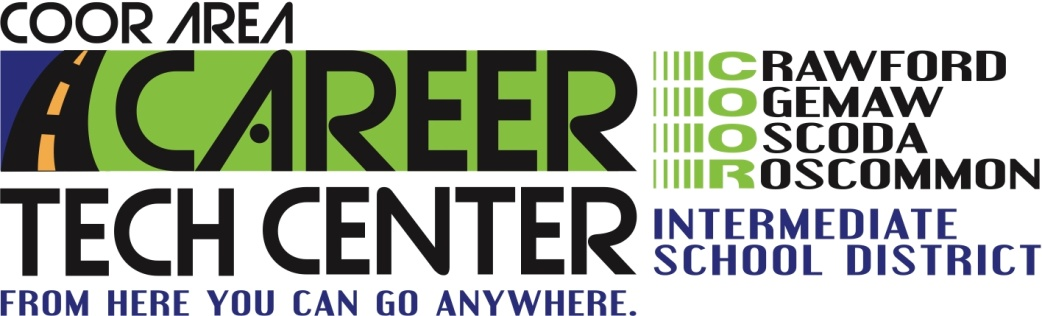 COOR AREA
CAREER
TECH CENTER
FROM HERE YOU CAN GO ANYWHERE.
CRAWFORD
OGEMAW
OSCODA
ROSCOMMON
INTERMEDIATE
SCHOOL DISTRICT